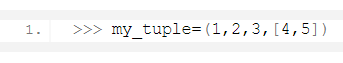 1. >>> my_tuple=(1,2,3,[4,5])